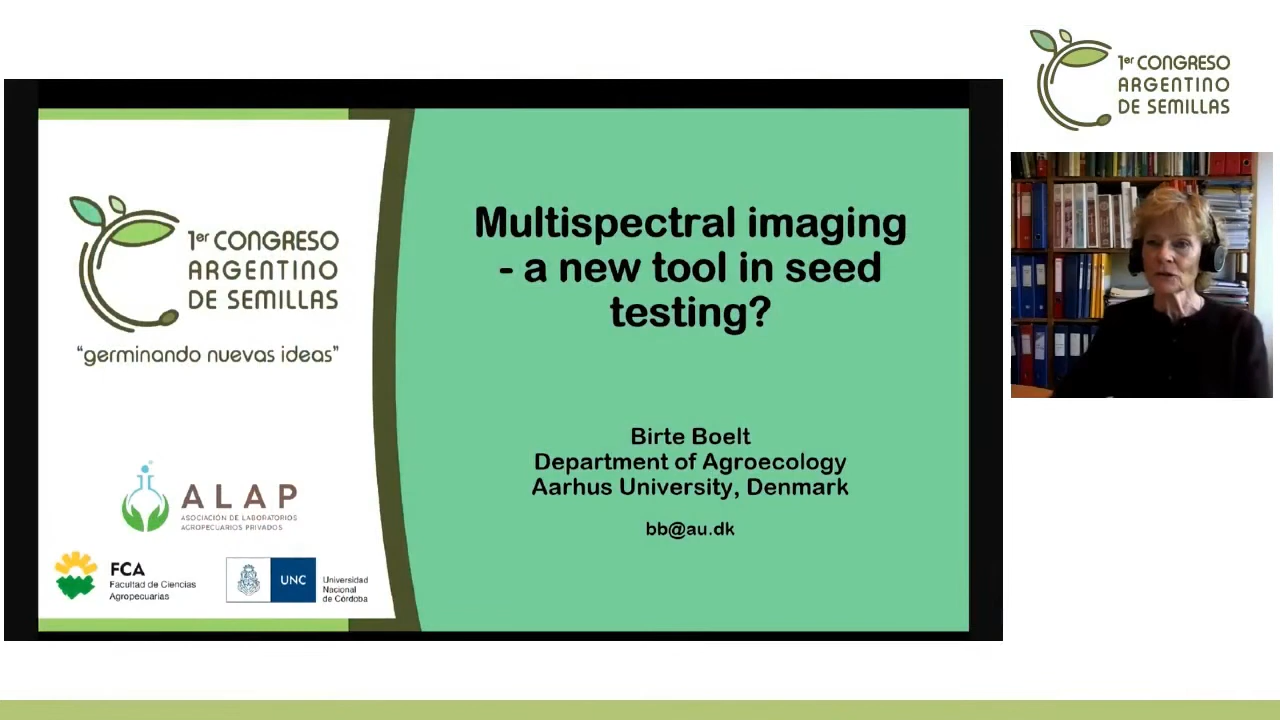 1er CONGRESO
ARGENTINO
DE SEMILLAS
"germinando nuevas ideas"
ALAP
ASOCIACIÓN DE LABORATORIOS
AGROPECUARIOS PRIVADOS
FCA
Facultad de Ciencias
Agropecuarias
UNC
Universidad
Nacional
de Córdoba
Multispectral imaging
- a new tool in seed
testing?
Birte Boelt
Department of Agroecology
Aarhus University, Denmark
bb@au.dk
1er CONGRESO
ARGENTINO
DE SEMILLAS